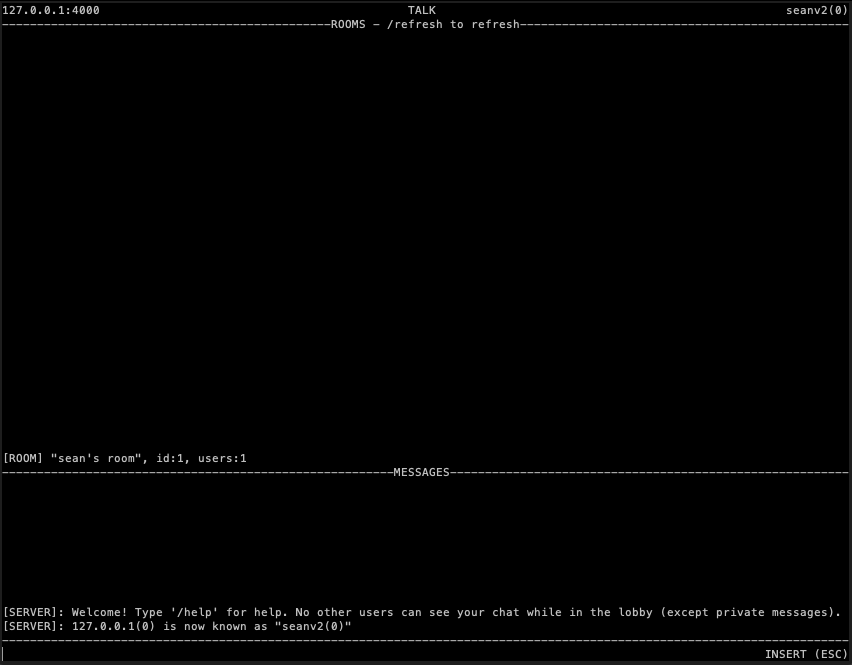 127.0.0.1:4000 TALK seanv2(0)
ROOMS - /refresh to refresh
[ROOM] "sean's room", id:1, users:1
MESSAGES
[SERVER]: Welcome! Type '/help' for help. No other users can see your chat while in the lobby (except private messages).
[SERVER]: 127.0.0.1(0) is now known as "seanv2(0)"
INSERT (ESC)